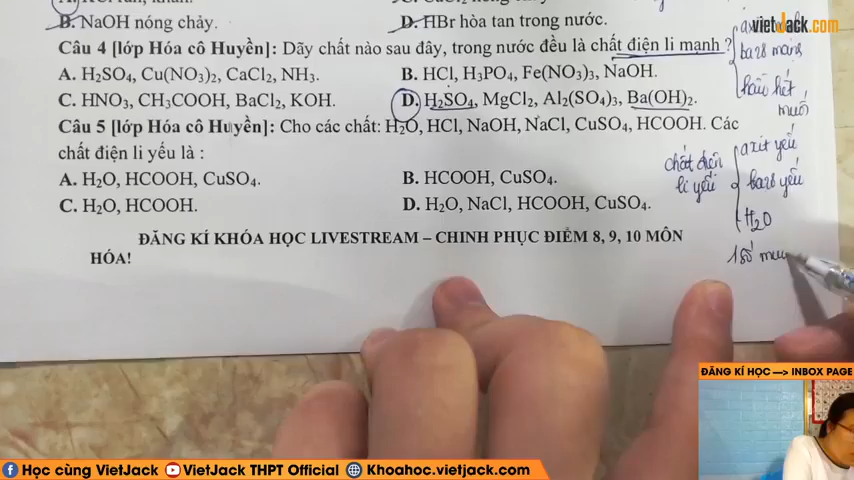 vietJack.com
B. NaOH nóng chảy.
D. HBr hòa tan trong nước.
Câu 4 [lớp Hóa cô Huyền]: Dãy chất nào sau đây, trong nước đều là chất điện li mạnh ?
A. H₂SO₄, Cu(NO₃)₂, CaCl₂, NH₃.
B. HCl, H₃PO₄, Fe(NO₃)₃, NaOH.
C. HNO₃, CH₃COOH, BaCl₂, KOH.
D. H₂SO₄, MgCl₂, Al₂(SO₄)₃, Ba(OH)₂.
bazơ mạnh
hầu hết
muối
Câu 5 [lớp Hóa cô Huyền]: Cho các chất: H₂O, HCl, NaOH, NaCl, CuSO₄, HCOOH. Các
chất điện li yếu là :
A. H₂O, HCOOH, CuSO₄.
B. HCOOH, CuSO₄.
C. H₂O, HCOOH.
D. H₂O, NaCl, HCOOH, CuSO₄.
chất điện
li yếu
axit yếu
bazơ yếu
H₂O
1 số
ĐĂNG KÍ KHÓA HỌC LIVESTREAM – CHINH PHỤC ĐIỂM 8, 9, 10 MÔN
HÓA!
ĐĂNG KÍ HỌC —> INBOX PAGE
Học cùng VietJack VietJack THPT Official Khoahoc.vietjack.com